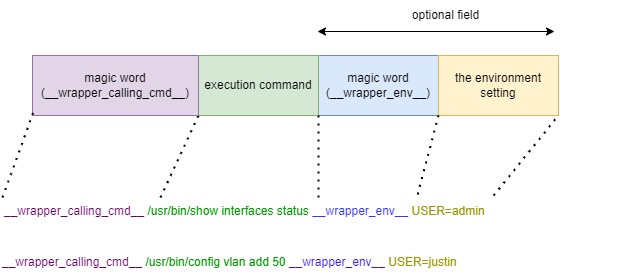 optional field
magic word
(__wrapper_calling_cmd__)
execution command
magic word
(__wrapper_env__)
the environment
setting
__wrapper_calling_cmd__ /usr/bin/show interfaces status __wrapper_env__ USER=admin
__wrapper_calling_cmd__ /usr/bin/config vlan add 50 __wrapper_env__ USER=justin